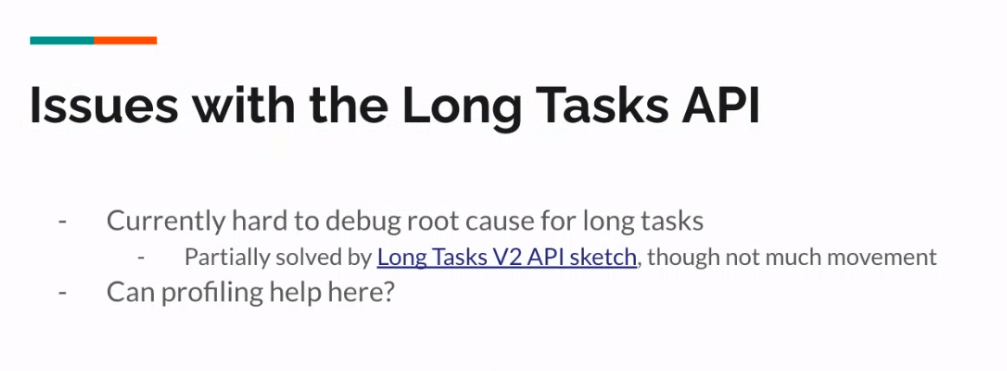 Issues with the Long Tasks API
- Currently hard to debug root cause for long tasks
- Partially solved by Long Tasks V2 API sketch, though not much movement
- Can profiling help here?